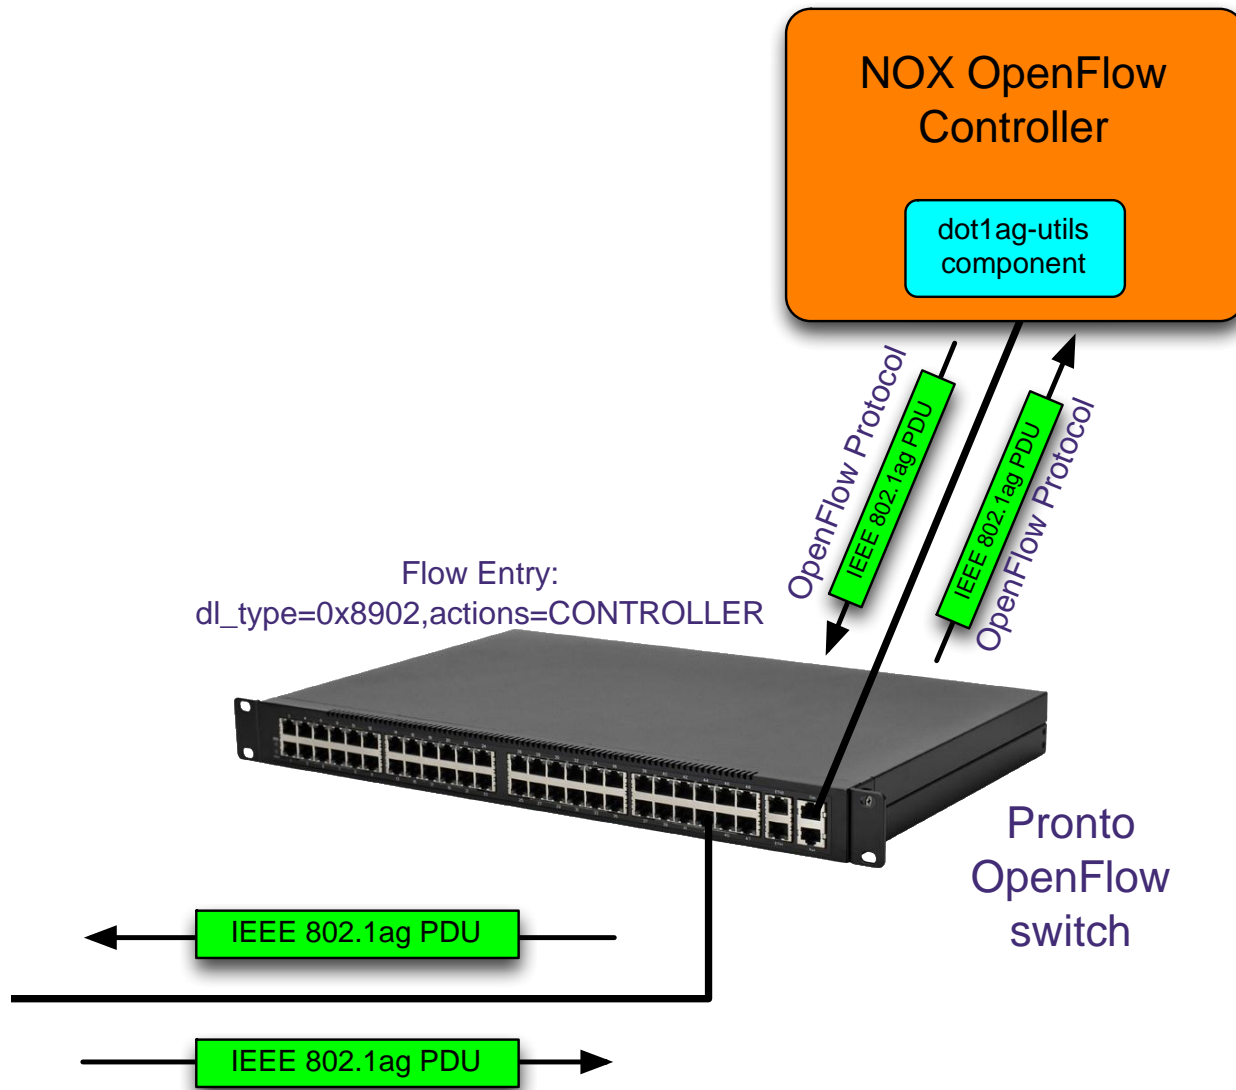 NOX OpenFlow
Controller
dot1ag-utils
component
OpenFlow Protocol
IEEE 802.1ag PDU
IEEE 802.1ag PDU
OpenFlow Protocol
Flow Entry:
dl_type=0x8902,actions=CONTROLLER
Pronto
OpenFlow
switch
IEEE 802.1ag PDU
IEEE 802.1ag PDU